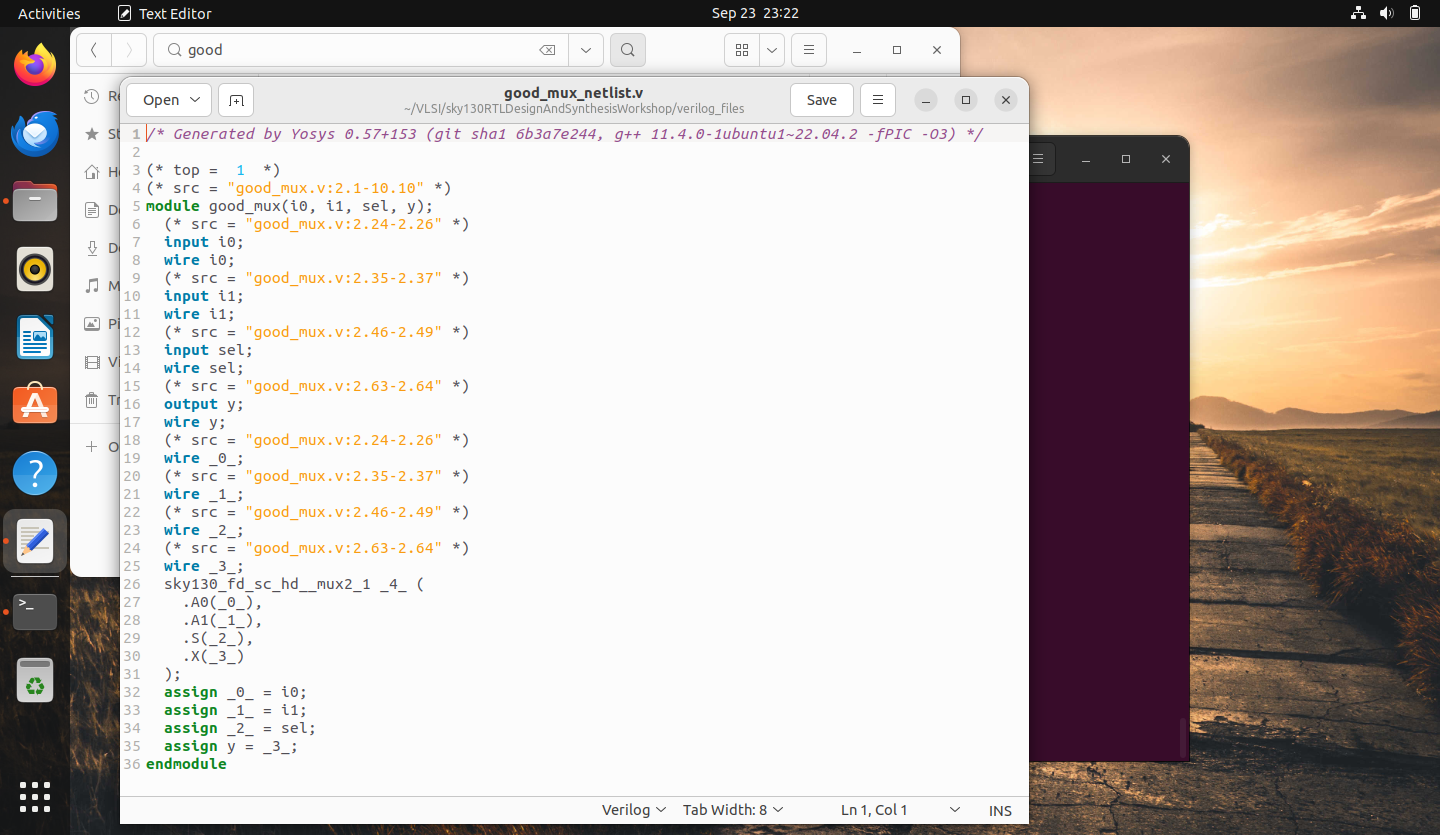 Activities
Text Editor
Sep 23 23:22
good
Open
good_mux_netlist.v
~/VLSI/sky130RTLDesignAndSynthesisWorkshop/verilog_files
Save
1 /* Generated by Yosys 0.57+153 (git sha1 6b3a7e244, g++ 11.4.0-1ubuntu1~22.04.2 -fPIC -O3) */
2
3 (* top =  1  *)
4 (* src = "good_mux.v:2.1-10.10" *)
5 module good_mux(i0, i1, sel, y);
6   (* src = "good_mux.v:2.24-2.26" *)
7   input i0;
8   wire i0;
9   (* src = "good_mux.v:2.35-2.37" *)
10   input i1;
11   wire i1;
12   (* src = "good_mux.v:2.46-2.49" *)
13   input sel;
14   wire sel;
15   (* src = "good_mux.v:2.63-2.64" *)
16   output y;
17   wire y;
18   (* src = "good_mux.v:2.24-2.26" *)
19   wire _0_;
20   (* src = "good_mux.v:2.35-2.37" *)
21   wire _1_;
22   (* src = "good_mux.v:2.46-2.49" *)
23   wire _2_;
24   (* src = "good_mux.v:2.63-2.64" *)
25   wire _3_;
26   sky130_fd_sc_hd__mux2_1 _4_ (
27     .A0(_0_),
28     .A1(_1_),
29     .S(_2_),
30     .X(_3_)
31   );
32   assign _0_ = i0;
33   assign _1_ = i1;
34   assign _2_ = sel;
35   assign y = _3_;
36 endmodule
Verilog
Tab Width: 8
Ln 1, Col 1
INS